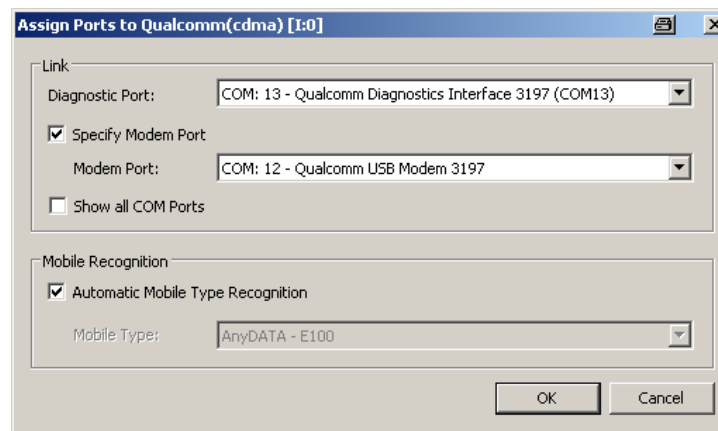 Assign Ports to Qualcomm(cdma) [I:0]
Link
Diagnostic Port: COM: 13 - Qualcomm Diagnostics Interface 3197 (COM13)
Specify Modem Port
Modem Port: COM: 12 - Qualcomm USB Modem 3197
Show all COM Ports
Mobile Recognition
Automatic Mobile Type Recognition
Mobile Type: AnyDATA - E100
OK Cancel